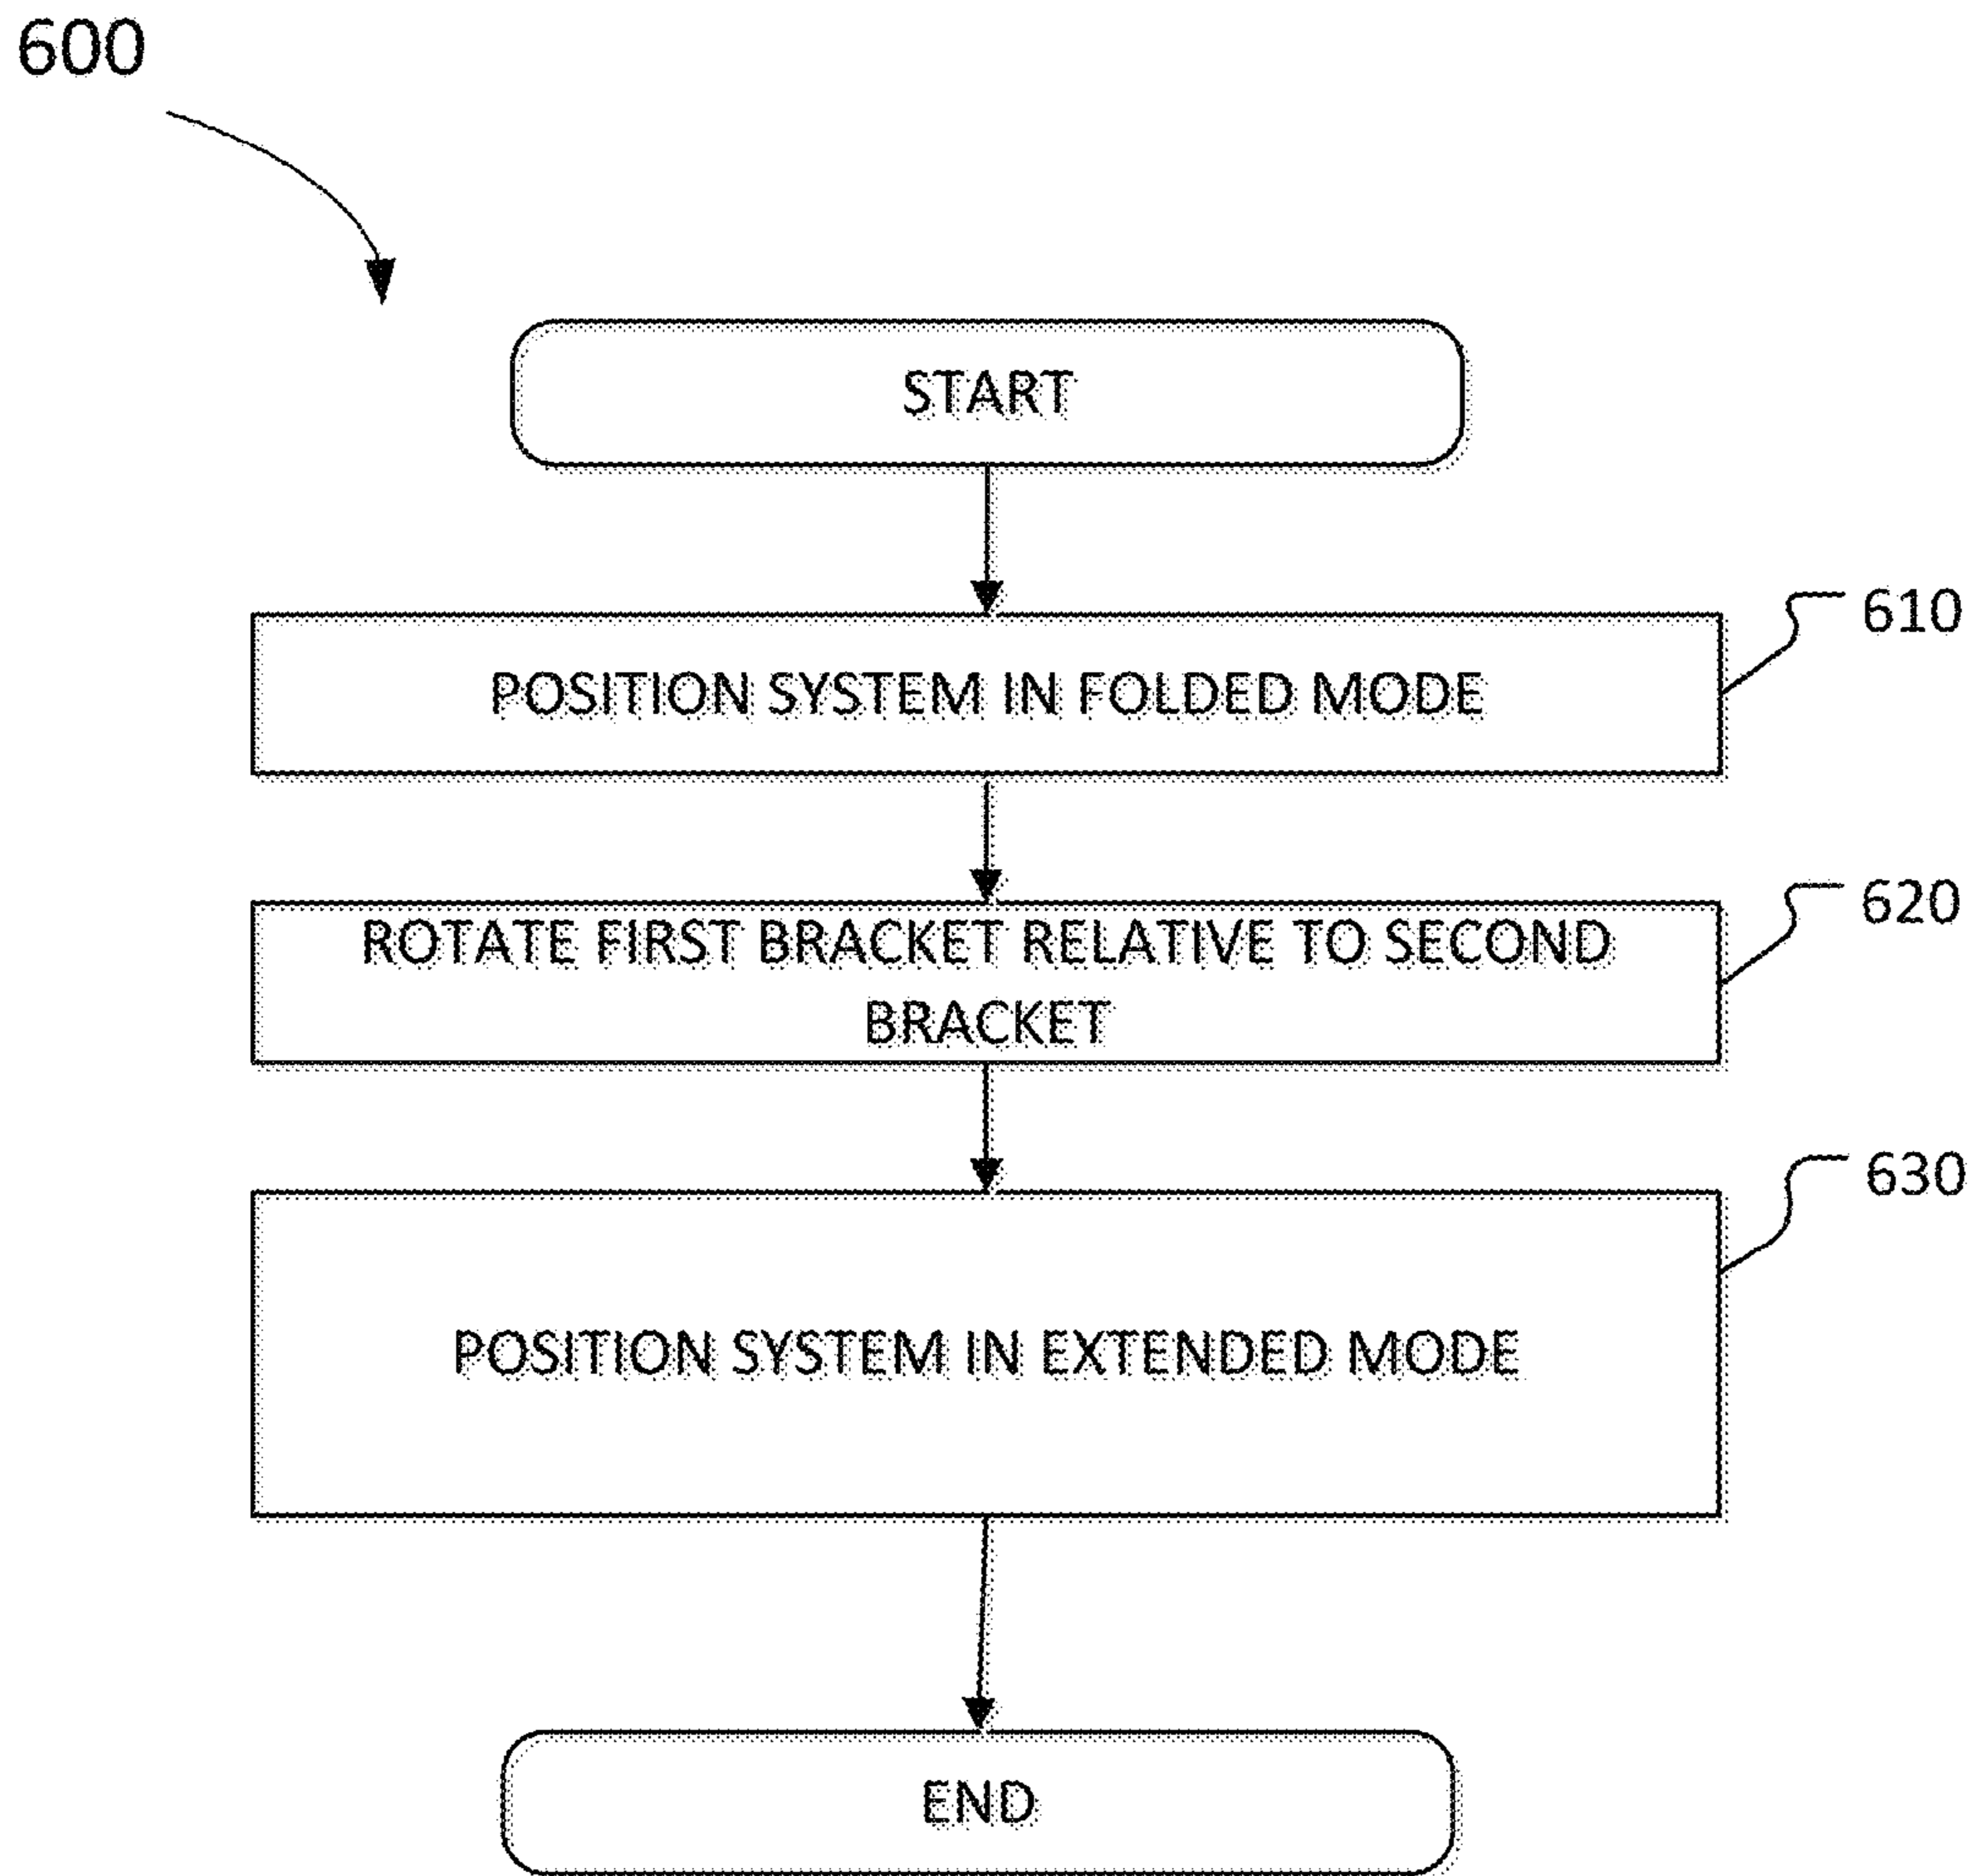 600
START
POSITION SYSTEM IN FOLDED MODE
610
ROTATE FIRST BRACKET RELATIVE TO SECOND
BRACKET
620
POSITION SYSTEM IN EXTENDED MODE
630
END